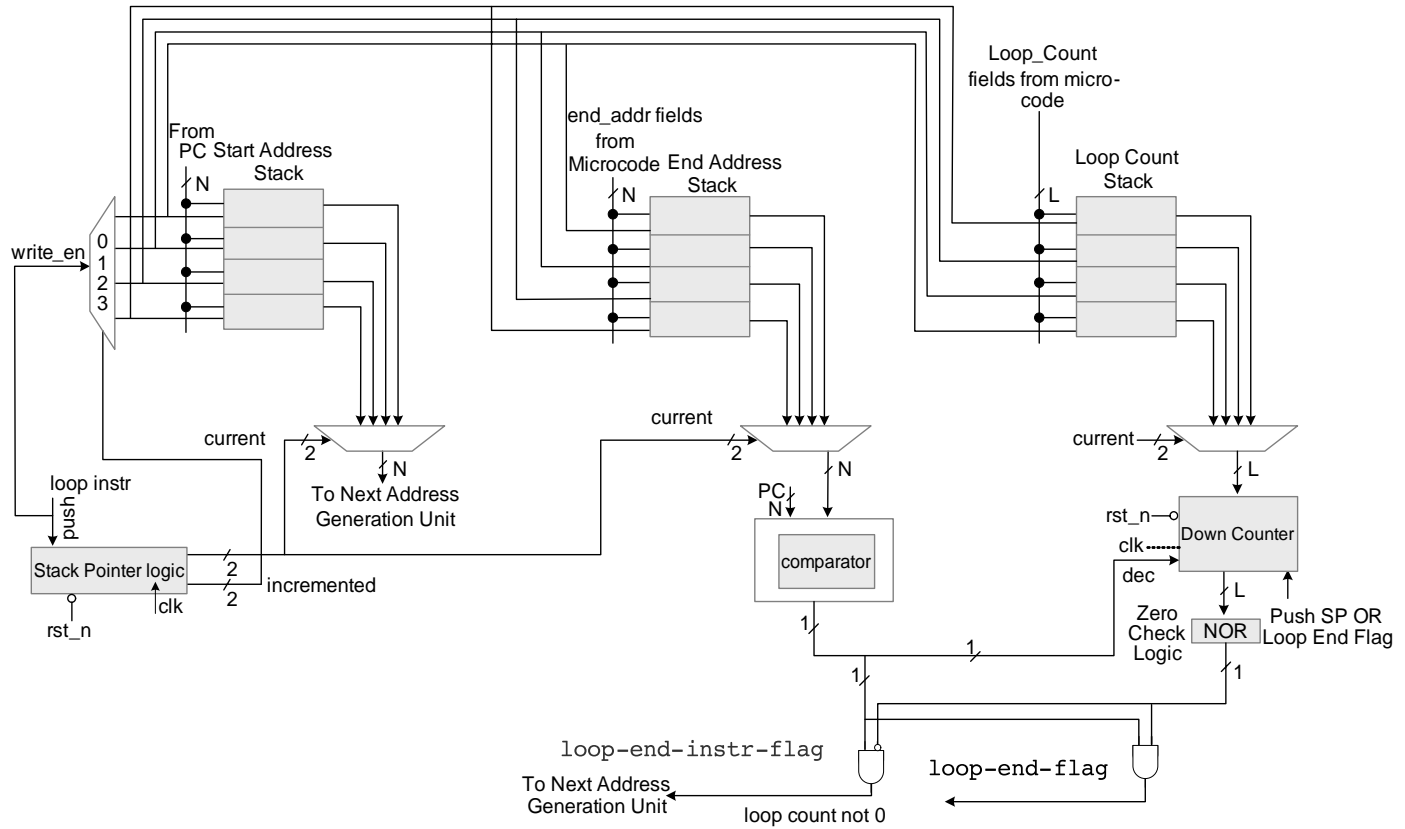 Loop_Count
fields from micro-
code
From
PC
Start Address
Stack
N
end_addr fields
from
Microcode
End Address
Stack
N
Loop Count
Stack
L
write_en
0
1
2
3
current
2
N
To Next Address
Generation Unit
current
2
N
current
2
L
loop instr
push
Stack Pointer logic
2
2
incremented
clk
rst_n
PC
N
comparator
1
1
1
rst_n
clk
dec
Down Counter
L
Zero
Check
Logic
NOR
Push SP OR
Loop End Flag
1
loop-end-instr-flag
loop-end-flag
To Next Address
Generation Unit
loop count not 0